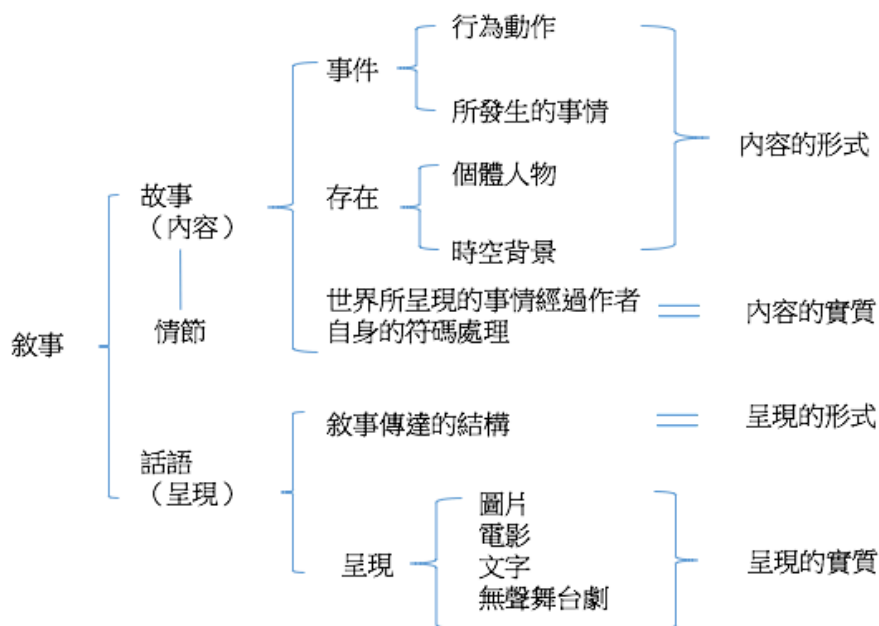 行為動作
事件
所發生的事情
內容的形式
個體人物
故事
（內容）
存在
時空背景
世界所呈現的事情經過作者
自身的符碼處理
內容的實質
情節
敘事
敘事傳達的結構
呈現的形式
話語
（呈現）
圖片
電影
呈現
文字
無聲舞台劇
呈現的實質